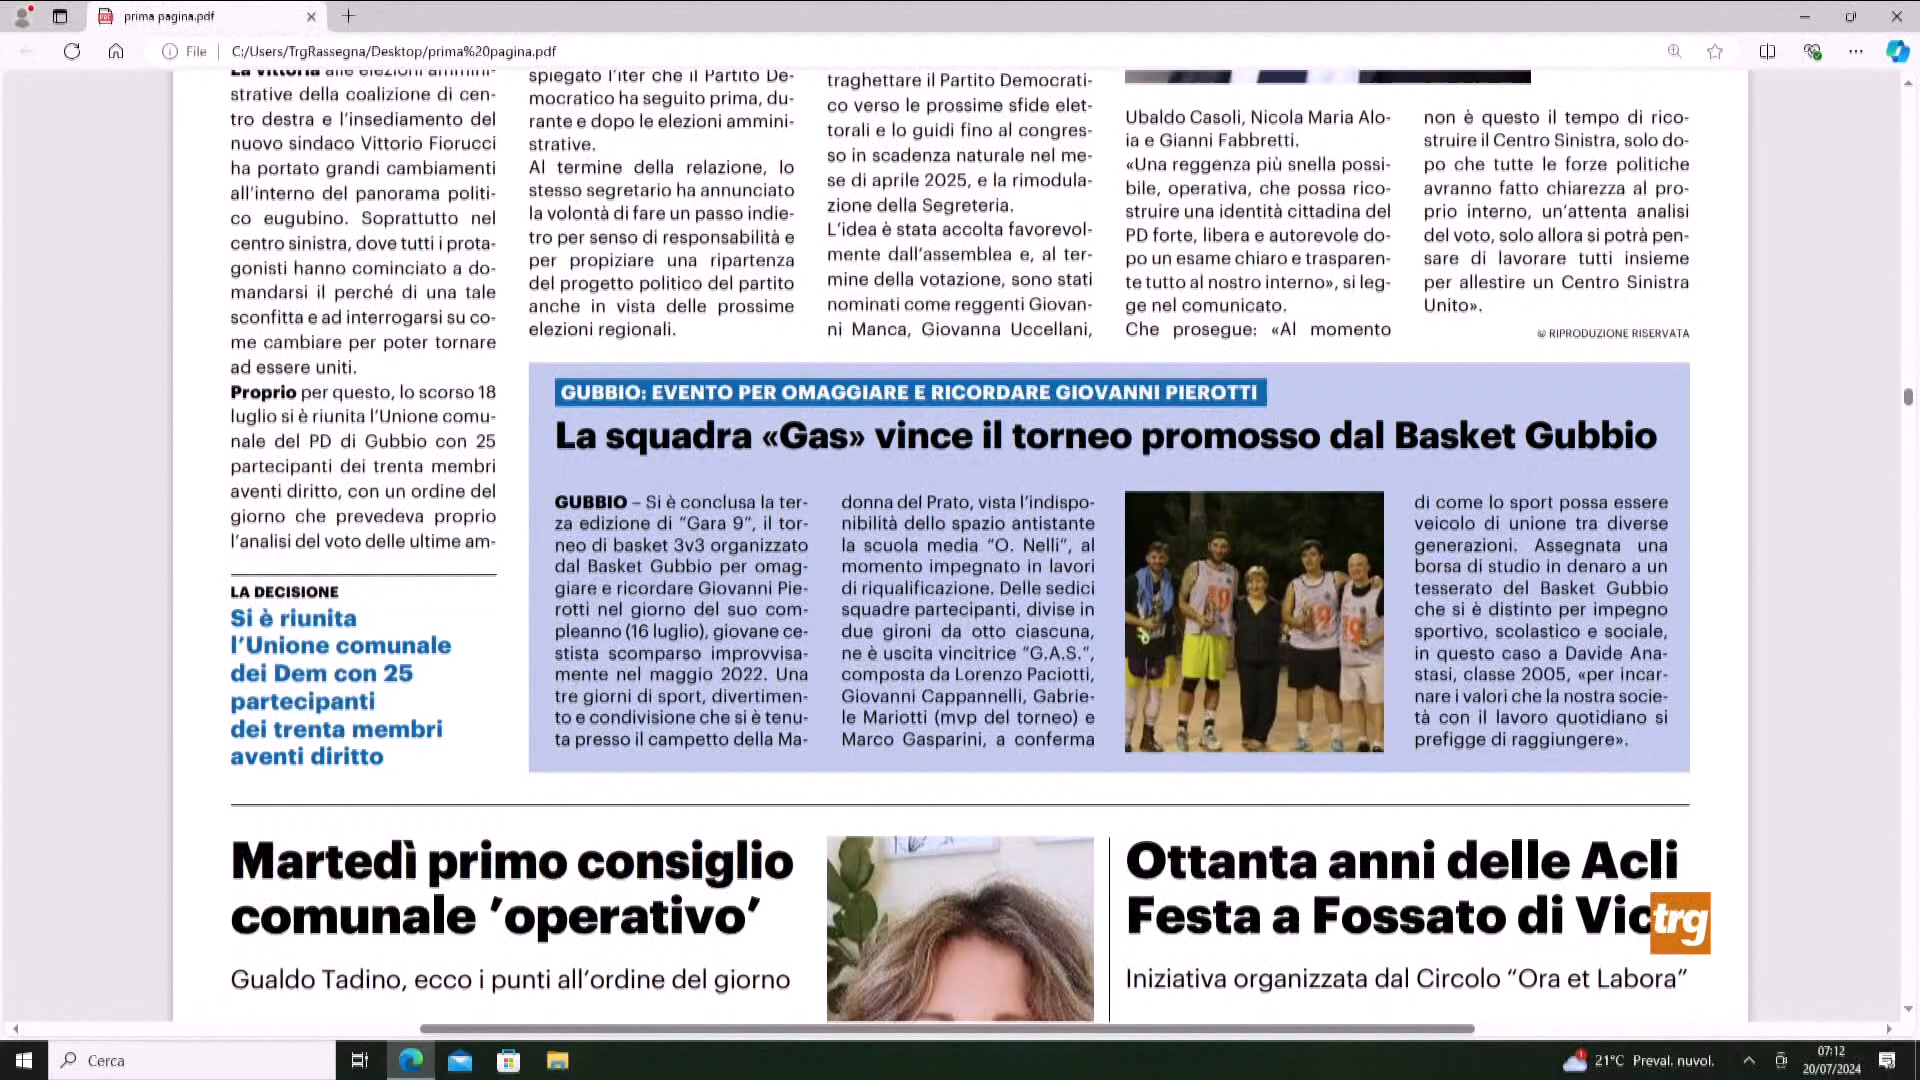 prima pagina.pdf
File
C:/Users/TrgRassegna/Desktop/prima%20pagina.pdf
La vittoria alle elezioni ammini-
strative della coalizione di cen-
tro destra e l'insediamento del
nuovo sindaco Vittorio Fiorucci
ha portato grandi cambiamenti
all'interno del panorama politi-
co eugubino. Soprattutto nel
centro sinistra, dove tutti i prota-
gonisti hanno cominciato a do-
mandarsi il perché di una tale
sconfitta e ad interrogarsi su co-
me cambiare per poter tornare
ad essere uniti.
Proprio per questo, lo scorso 18
luglio si è riunita l'Unione comu-
nale del PD di Gubbio con 25
partecipanti dei trenta membri
aventi diritto, con un ordine del
giorno che prevedeva proprio
l'analisi del voto delle ultime am-
LA DECISIONE
Si è riunita
l'Unione comunale
dei Dem con 25
partecipanti
dei trenta membri
aventi diritto
spiegato l'iter che il Partito De-
mocratico ha seguito prima, du-
rante e dopo le elezioni ammini-
strative.
Al termine della relazione, lo
stesso segretario ha annunciato
la volontà di fare un passo indie-
tro per senso di responsabilità e
per propiziare una ripartenza
del progetto politico del partito
anche in vista delle prossime
elezioni regionali.
traghettare il Partito Democrati-
co verso le prossime sfide elet-
torali e lo guidi fino al congres-
so in scadenza naturale nel me-
se di aprile 2025, e la rimodula-
zione della Segreteria.
L'idea è stata accolta favorevol-
mente dall'assemblea e, al ter-
mine della votazione, sono stati
nominati come reggenti Giovan-
ni Manca, Giovanna Uccellani,
Ubaldo Casoli, Nicola Maria Alo-
ia e Gianni Fabbretti.
«Una reggenza più snella possi-
bile, operativa, che possa rico-
struire una identità cittadina del
PD forte, libera e autorevole do-
po un esame chiaro e trasparen-
te tutto al nostro interno», si leg-
ge nel comunicato.
Che prosegue: «Al momento
non è questo il tempo di rico-
struire il Centro Sinistra, solo do-
po che tutte le forze politiche
avranno fatto chiarezza al pro-
prio interno, un'attenta analisi
del voto, solo allora si potrà pen-
sare di lavorare tutti insieme
per allestire un Centro Sinistra
Unito».
© RIPRODUZIONE RISERVATA
GUBBIO: EVENTO PER OMAGGIARE E RICORDARE GIOVANNI PIEROTTI
La squadra «Gas» vince il torneo promosso dal Basket Gubbio
GUBBIO – Si è conclusa la ter-
za edizione di "Gara 9", il tor-
neo di basket 3v3 organizzato
dal Basket Gubbio per omag-
giare e ricordare Giovanni Pie-
rotti nel giorno del suo com-
pleanno (16 luglio), giovane ce-
stista scomparso improvvisa-
mente nel maggio 2022. Una
tre giorni di sport, divertimen-
to e condivisione che si è tenu-
ta presso il campetto della Ma-
donna del Prato, vista l'indispo-
nibilità dello spazio antistante
la scuola media "O. Nelli", al
momento impegnato in lavori
di riqualificazione. Delle sedici
squadre partecipanti, divise in
due gironi da otto ciascuna,
ne è uscita vincitrice "G.A.S.",
composta da Lorenzo Paciotti,
Giovanni Cappannelli, Gabrie-
le Mariotti (mvp del torneo) e
Marco Gasparini, a conferma
di come lo sport possa essere
veicolo di unione tra diverse
generazioni. Assegnata una
borsa di studio in denaro a un
tesserato del Basket Gubbio
che si è distinto per impegno
sportivo, scolastico e sociale,
in questo caso a Davide Ana-
stasi, classe 2005, «per incar-
nare i valori che la nostra socie-
tà con il lavoro quotidiano si
prefigge di raggiungere».
Martedì primo consiglio
comunale 'operativo'
Gualdo Tadino, ecco i punti all'ordine del giorno
Ottanta anni delle Acli
Festa a Fossato di Vic
trg
Iniziativa organizzata dal Circolo "Ora et Labora"
Cerca
21°C Preval. nuvol.
07:12
20/07/2024